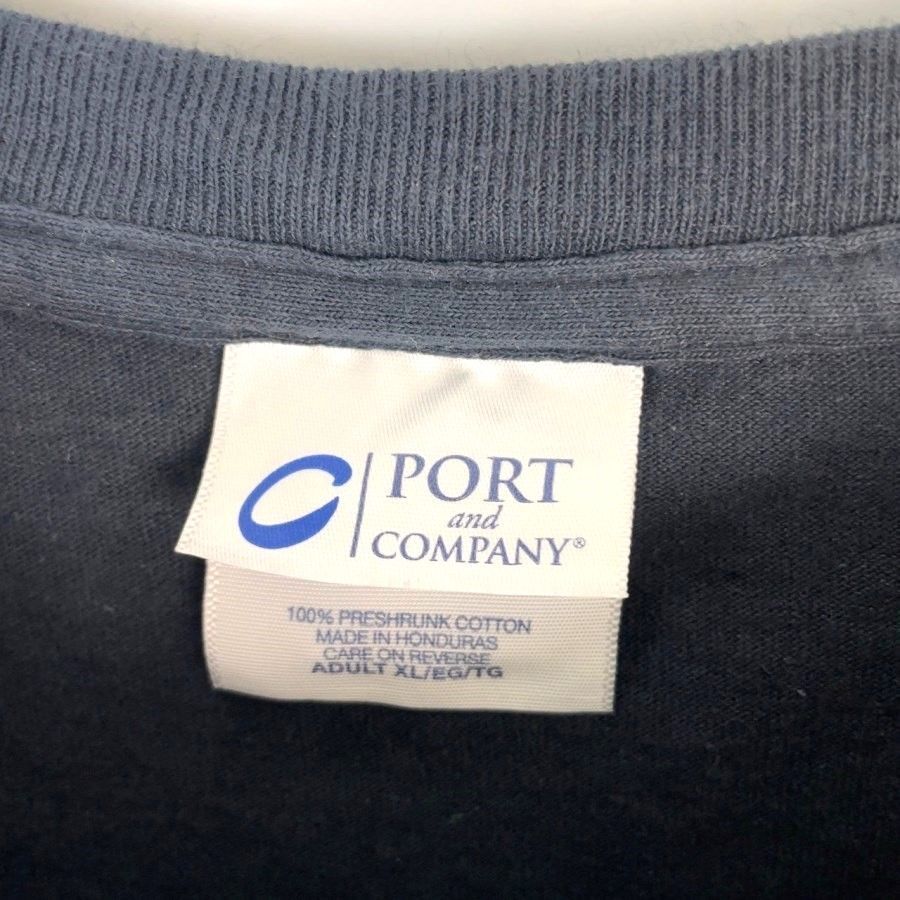 PORT
and
COMPANY®
100% PRESHRUNK COTTON
MADE IN HONDURAS
CARE ON REVERSE
ADULT XL/EG/TG